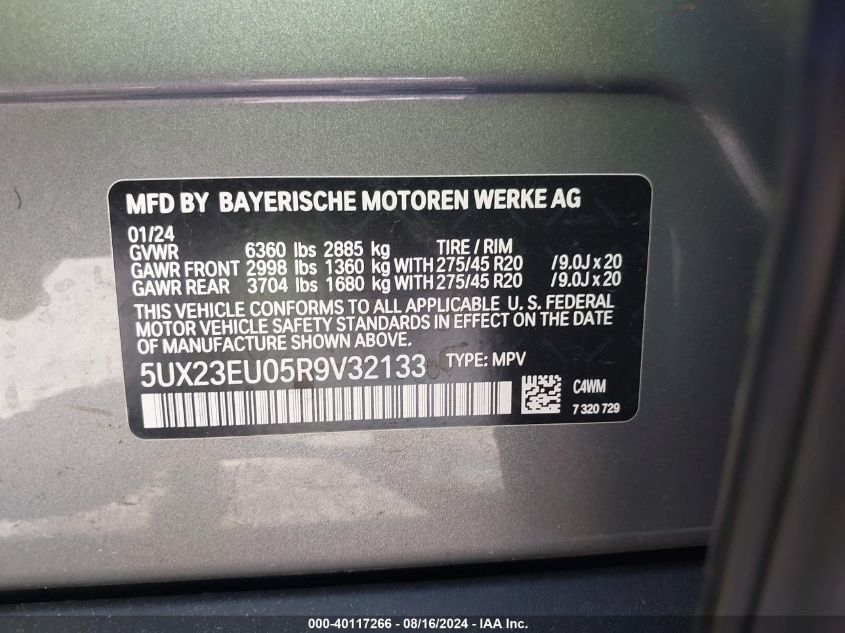 MFD BY BAYERISCHE MOTOREN WERKE AG
01/24
GVWR 6360 lbs 2885 kg TIRE / RIM
GAWR FRONT 2998 lbs 1360 kg WITH 275/45 R20 /9.0J x 20
GAWR REAR 3704 lbs 1680 kg WITH 275/45 R20 /9.0J x 20
THIS VEHICLE CONFORMS TO ALL APPLICABLE U. S. FEDERAL
MOTOR VEHICLE SAFETY STANDARDS IN EFFECT ON THE DATE
OF MANUFACTURE SHOWN ABOVE.
5UX23EU05R9V32133 TYPE: MPV
C4WM
7 320 729
000-40117266 - 08/16/2024 - IAA Inc.